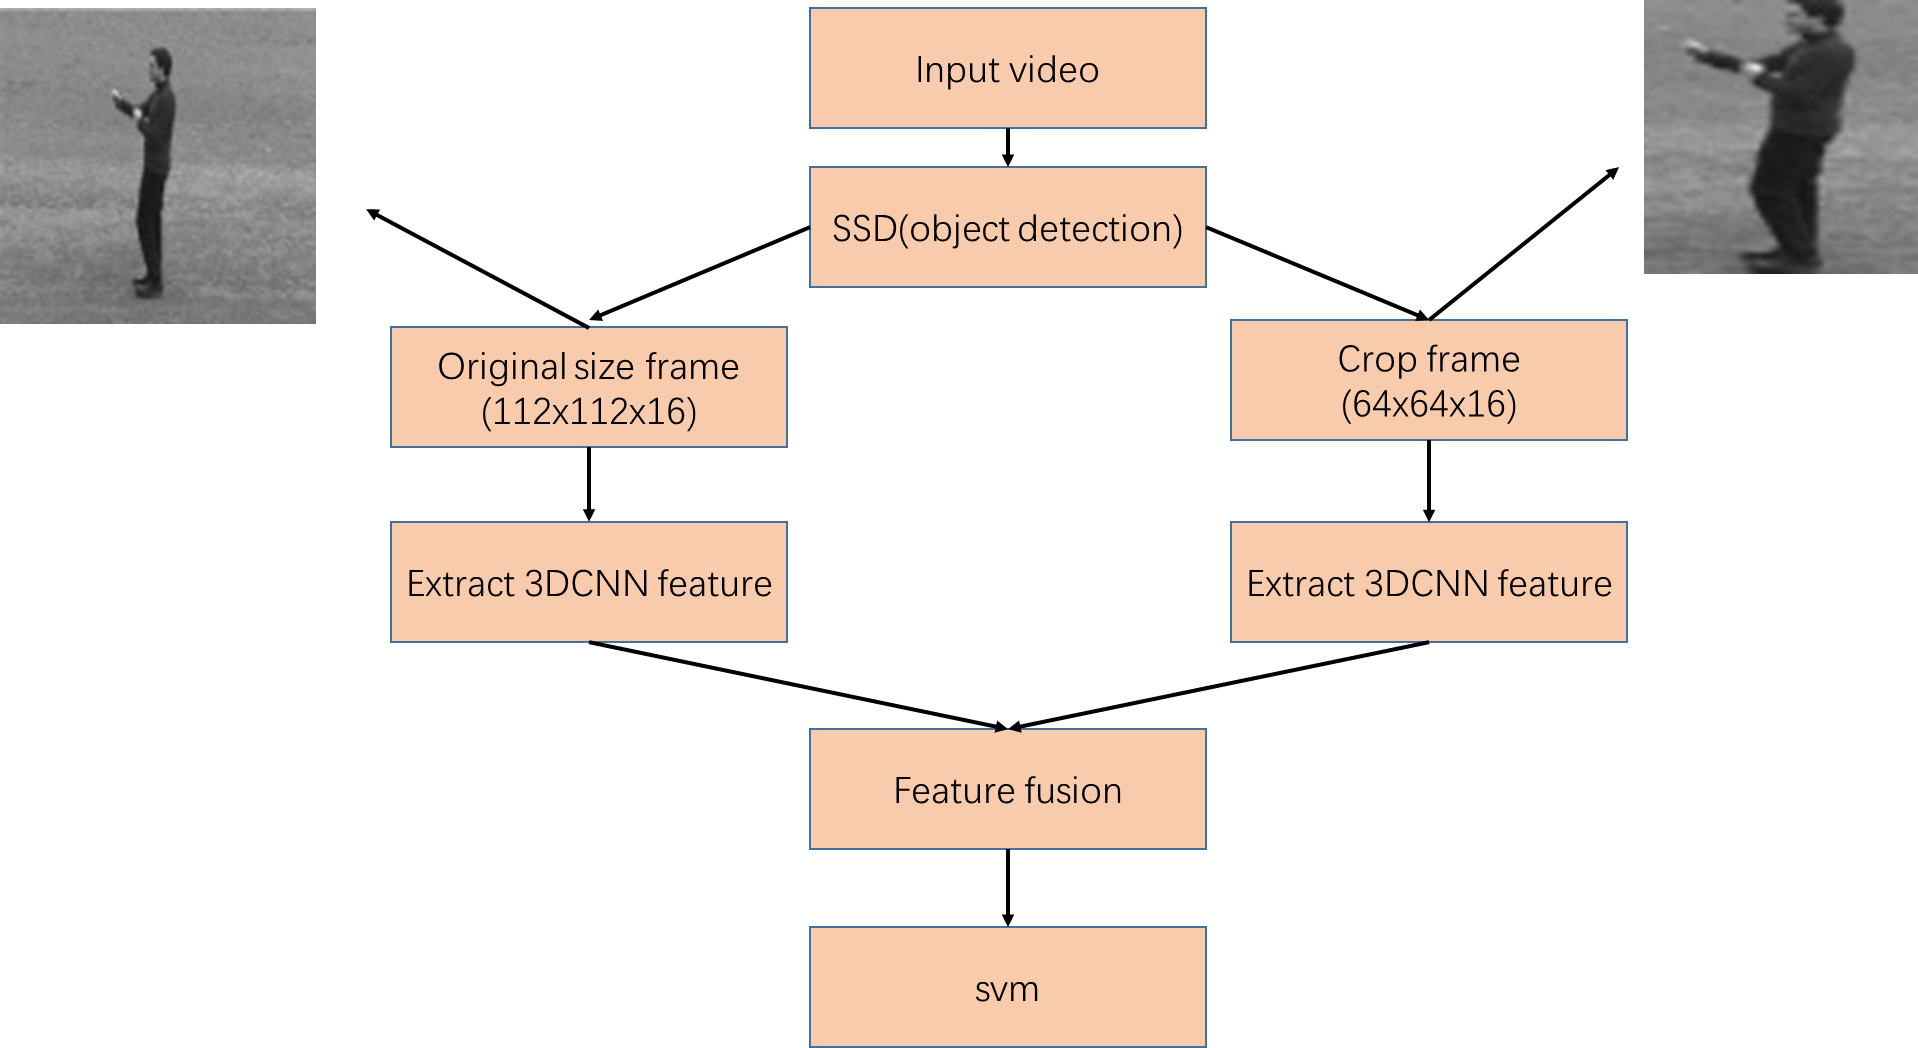 Input video
SSD(object detection)
Original size frame
(112x112x16)
Crop frame
(64x64x16)
Extract 3DCNN feature
Extract 3DCNN feature
Feature fusion
svm